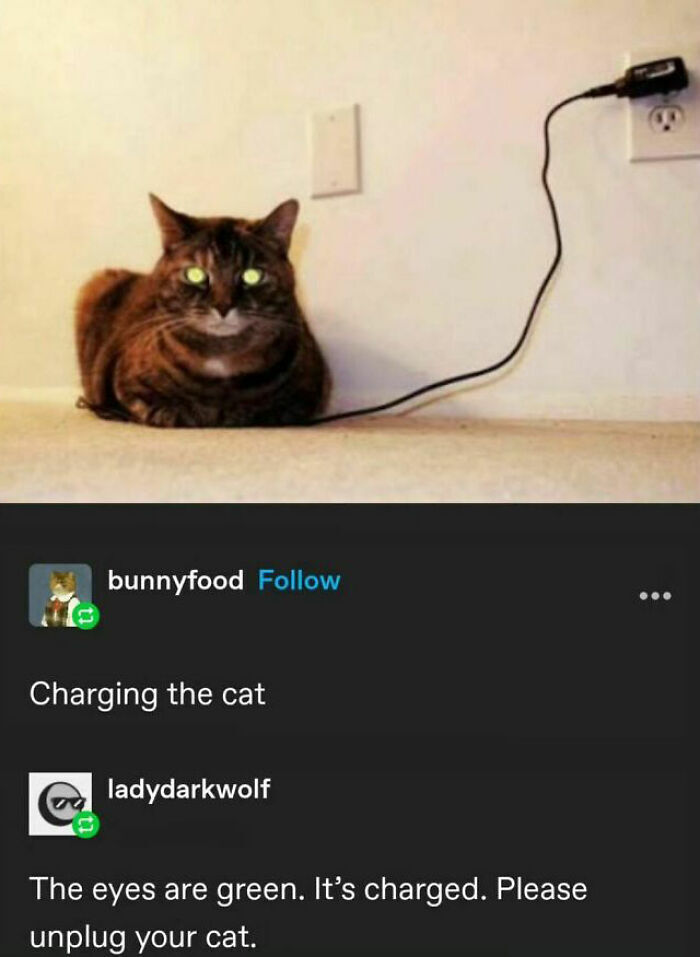 bunnyfood Follow
Charging the cat
ladydarkwolf
The eyes are green. It’s charged. Please
unplug your cat.